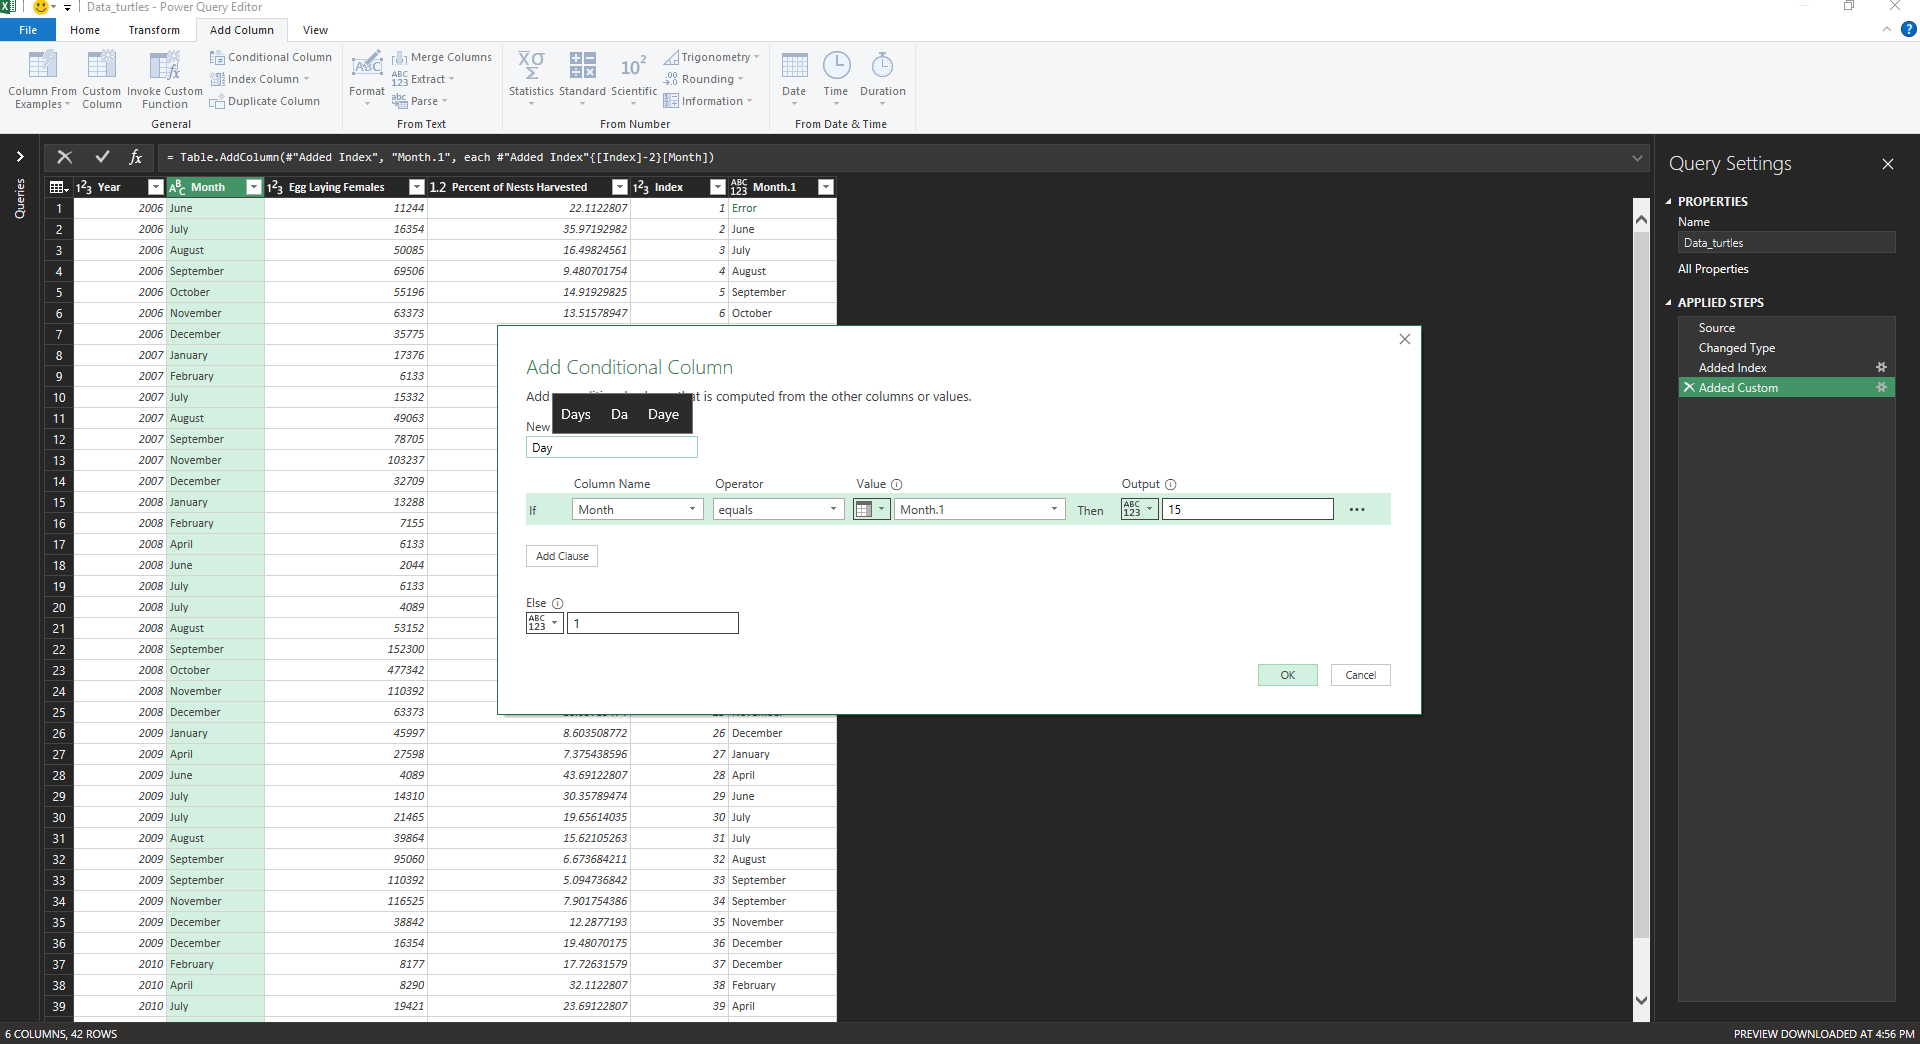 Data_turtles - Power Query Editor
File Home Transform Add Column View
Column From Examples
Custom Column
Invoke Custom Function
Conditional Column
Index Column
Duplicate Column
General
Format
Merge Columns
Extract
Parse
From Text
Statistics
Standard
Scientific
Trigonometry
Rounding
Information
From Number
Date
Time
Duration
From Date & Time
Queries
= Table.AddColumn(#"Added Index", "Month.1", each #"Added Index"{[Index]-2}[Month])
Year Month Egg Laying Females 1.2 Percent of Nests Harvested Index Month.1
1 2006 June 11244 22.1122807 1 Error
2 2006 July 16354 35.97192982 2 June
3 2006 August 50085 16.49824561 3 July
4 2006 September 69506 9.480701754 4 August
5 2006 October 55196 14.91929825 5 September
6 2006 November 63373 13.51578947 6 October
7 2006 December 35775
8 2007 January 17376
9 2007 February 6133
10 2007 July 15332
11 2007 August 49063
12 2007 September 78705
13 2007 November 103237
14 2007 December 32709
15 2008 January 13288
16 2008 February 7155
17 2008 April 6133
18 2008 June 2044
19 2008 July 6133
20 2008 July 4089
21 2008 August 53152
22 2008 September 152300
23 2008 October 477342
24 2008 November 110392
25 2008 December 63373
26 2009 January 45997 8.603508772 26 December
27 2009 April 27598 7.375438596 27 January
28 2009 June 4089 43.69122807 28 April
29 2009 July 14310 30.35789474 29 June
30 2009 July 21465 19.65614035 30 July
31 2009 August 39864 15.62105263 31 July
32 2009 September 95060 6.673684211 32 August
33 2009 September 110392 5.094736842 33 September
34 2009 November 116525 7.901754386 34 September
35 2009 December 38842 12.2877193 35 November
36 2009 December 16354 19.48070175 36 December
37 2010 February 8177 17.72631579 37 December
38 2010 April 8290 32.1122807 38 February
39 2010 July 19421 23.69122807 39 April
Add Conditional Column
Add that is computed from the other columns or values.
Days Da Daye
New
Day
Column Name Operator Value Output
If Month equals Month.1 Then ABC 123 15 ...
Add Clause
Else
ABC 123 1
OK Cancel
Query Settings
PROPERTIES
Name
Data_turtles
All Properties
APPLIED STEPS
Source
Changed Type
Added Index
Added Custom
6 COLUMNS, 42 ROWS
PREVIEW DOWNLOADED AT 4:56 PM